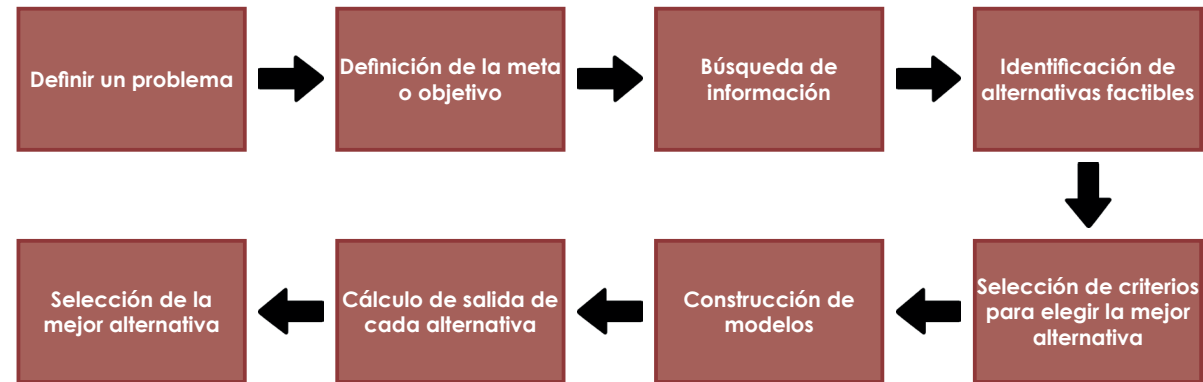 Definir un problema
Definición de la meta
o objetivo
Búsqueda de
información
Identificación de
alternativas factibles
Selección de criterios
para elegir la mejor
alternativa
Construcción de
modelos
Cálculo de salida de
cada alternativa
Selección de la
mejor alternativa